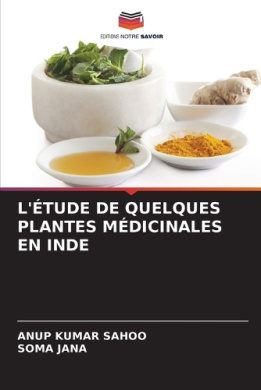 EDITIONS NOTRE SAVOIR
L'ÉTUDE DE QUELQUES
PLANTES MÉDICINALES
EN INDE
ANUP KUMAR SAHOO
SOMA JANA